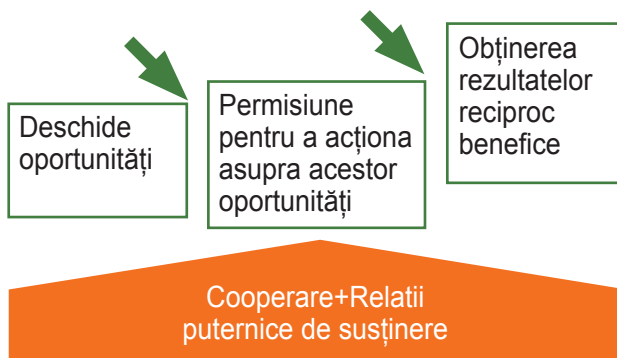 Deschide
oportunități
Permisiune
pentru a acționa
asupra acestor
oportunități
Obținerea
rezultatelor
reciproc
benefice
Cooperare+Relatii
puternice de susținere